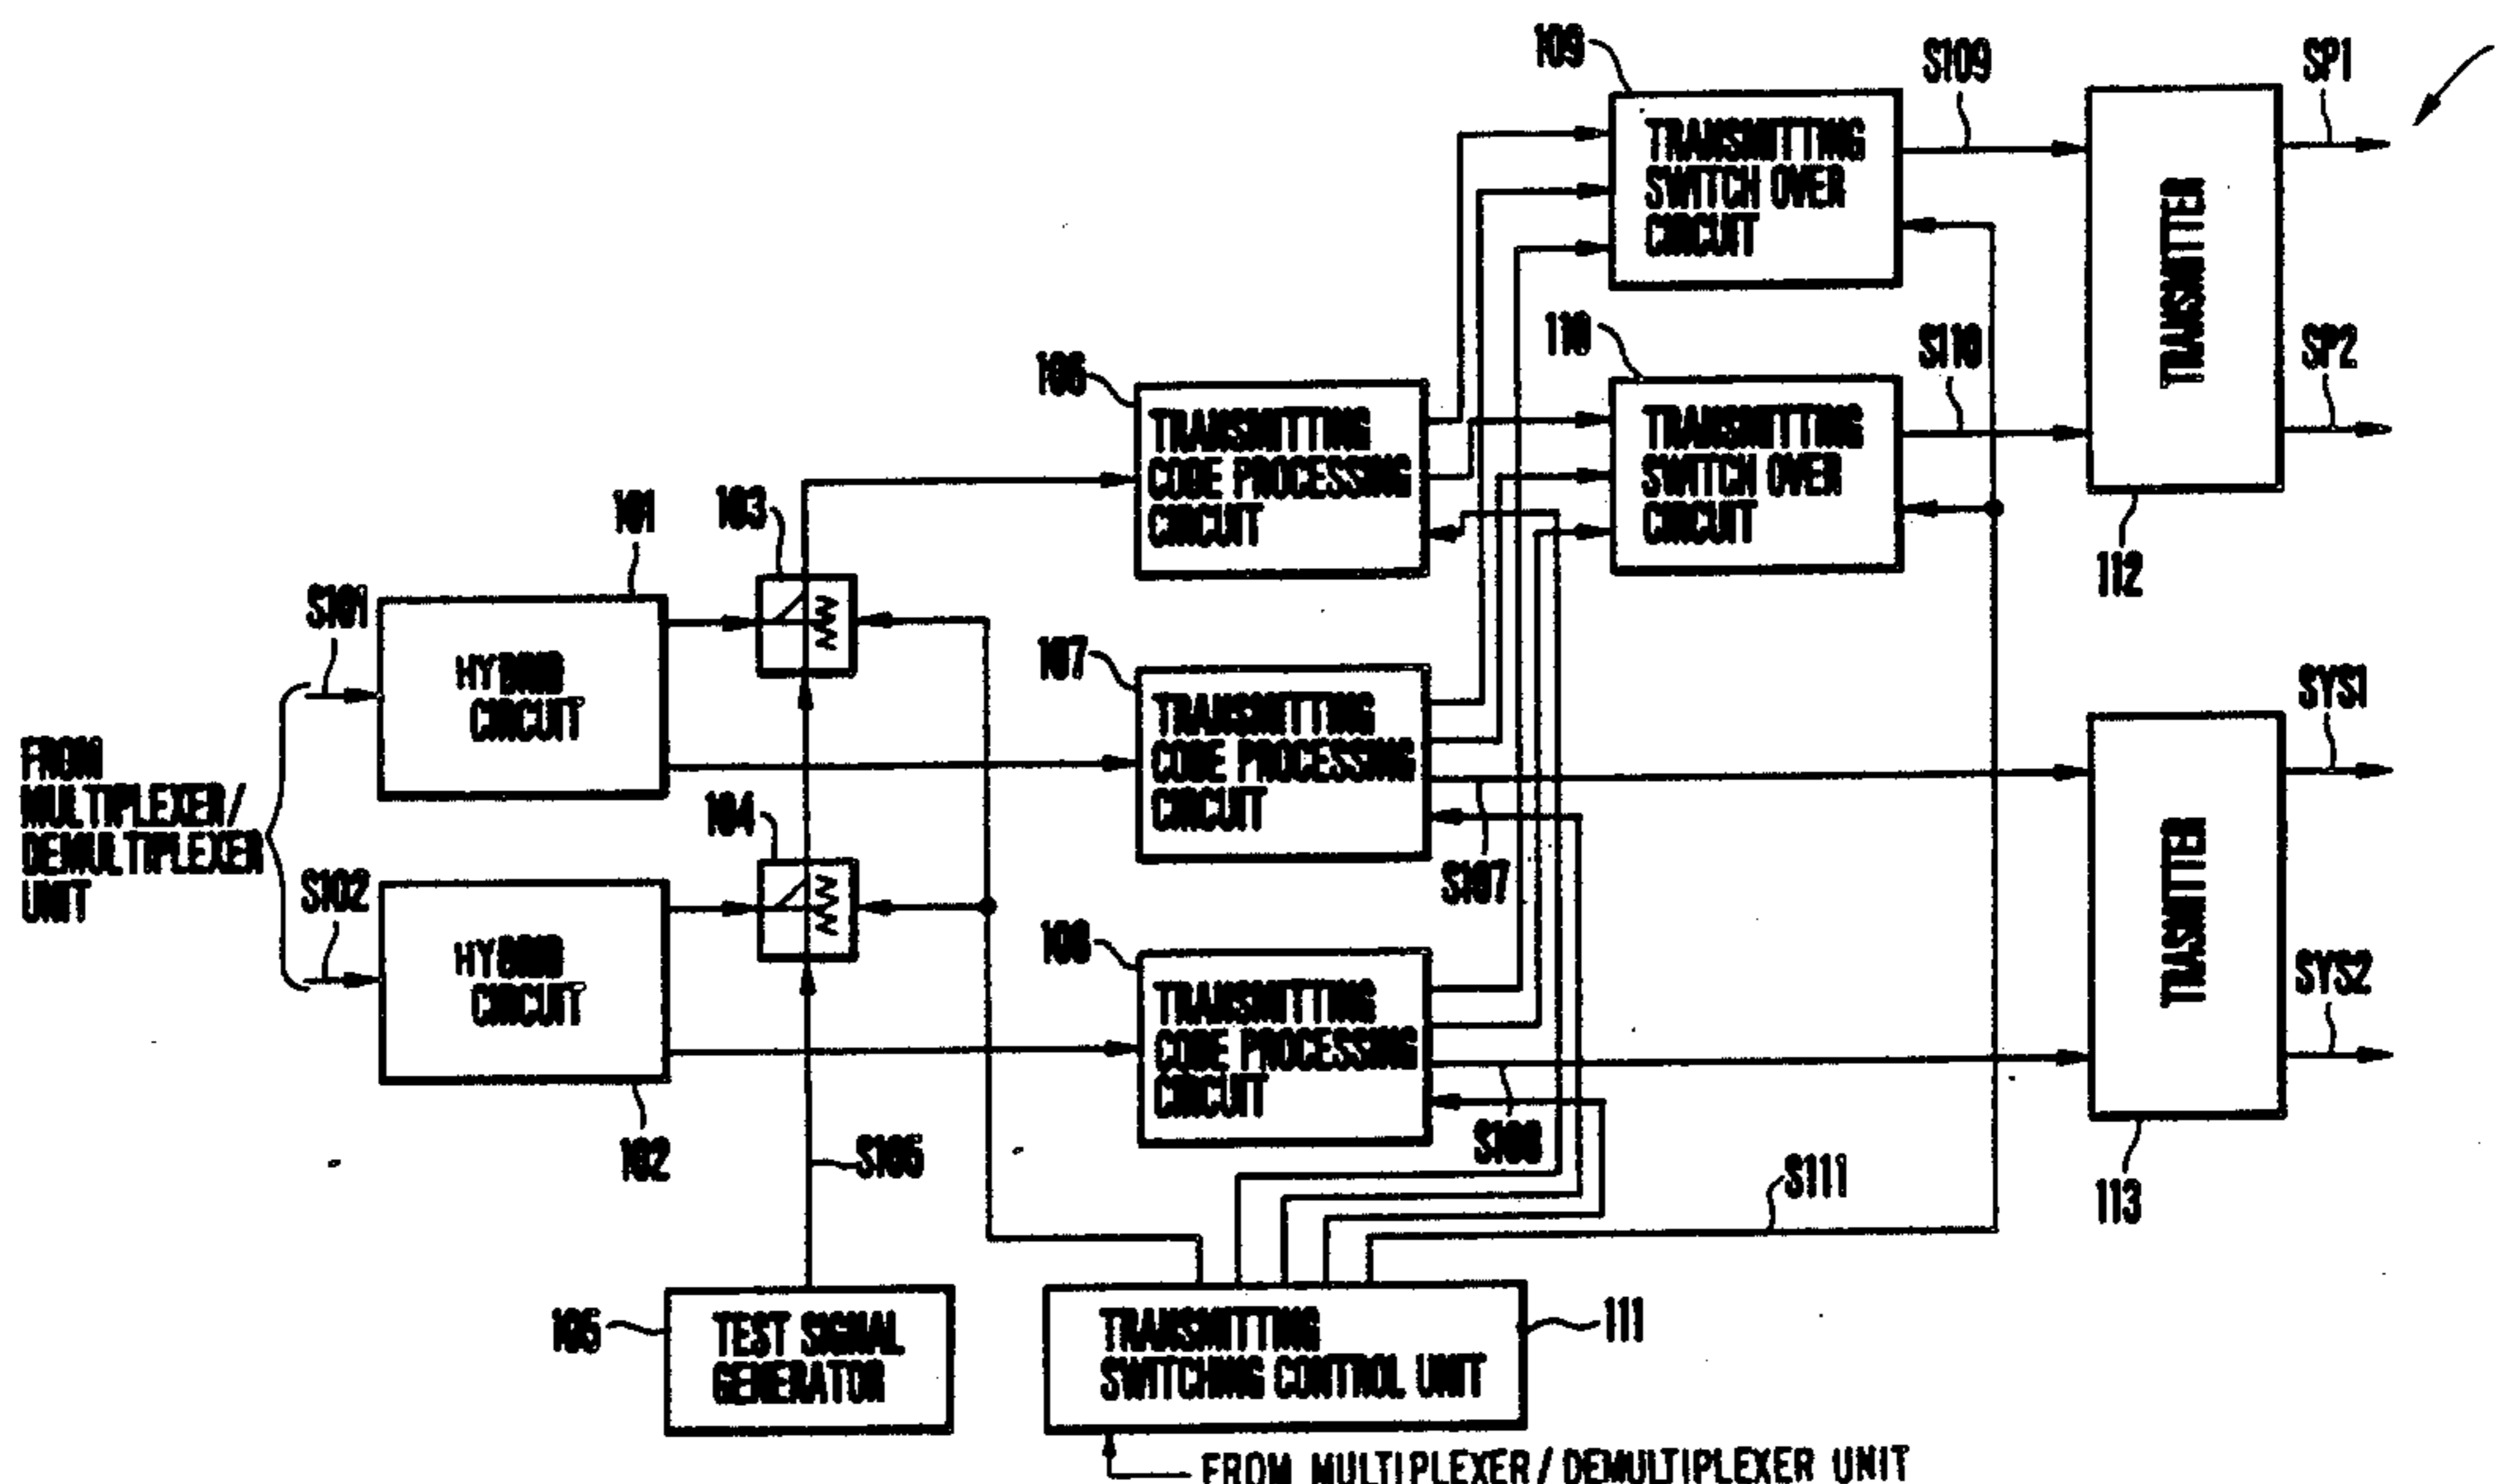 109
S109
SP1
TRANSMITTING
SWITCH OVER
CIRCUIT
TRANSMITTER
SP2
110
S110
106
TRANSMITTING
CODE PROCESSING
CIRCUIT
TRANSMITTING
SWITCH OVER
CIRCUIT
112
101
103
S101
HYBRID
CIRCUIT
107
TRANSMITTING
CODE PROCESSING
CIRCUIT
SYS1
FROM
MULTIPLEXER/
DEMULTIPLEXER
UNIT
104
S107
TRANSMITTER
S102
HYBRID
CIRCUIT
108
TRANSMITTING
CODE PROCESSING
CIRCUIT
SYS2
102
S105
S108
S111
113
105
TEST SIGNAL
GENERATOR
TRANSMITTING
SWITCHING CONTROL UNIT
111
FROM MULTIPLEXER/DEMULTIPLEXER UNIT